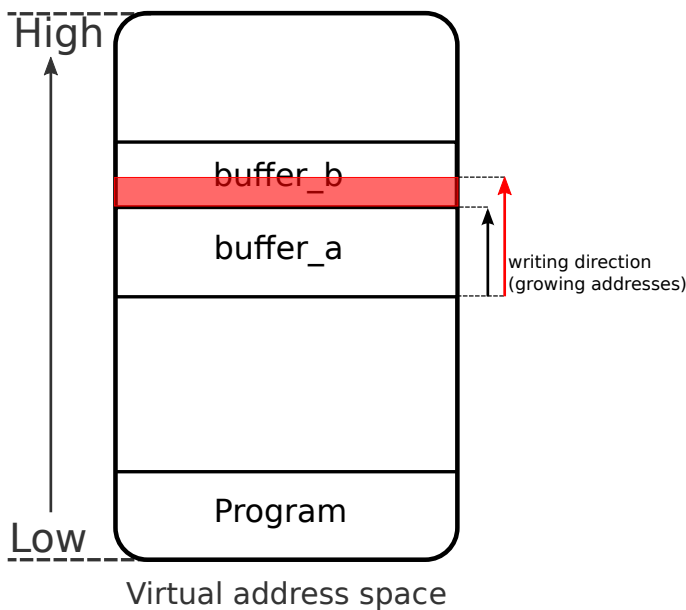 High
buffer_b
buffer_a
writing direction
(growing addresses)
Program
Low
Virtual address space